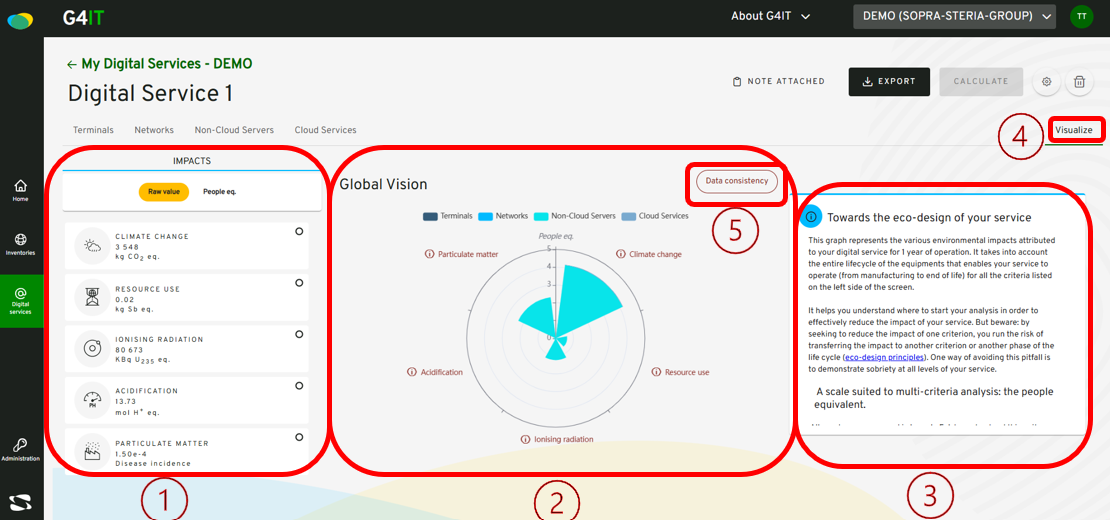 G4IT
About G4IT
DEMO (SOPRA-STERIA-GROUP)
TT
← My Digital Services - DEMO
Digital Service 1
NOTE ATTACHED
EXPORT
CALCULATE
Terminals
Networks
Non-Cloud Servers
Cloud Services
4
Visualize
Home
Inventories
Digital
services
Administration
IMPACTS
Raw value
People eq.
CLIMATE CHANGE
3 548
kg CO2 eq.
RESOURCE USE
0.02
kg Sb eq.
IONISING RADIATION
80 673
KBq U235 eq.
PH
ACIDIFICATION
13.73
mol H+ eq.
PARTICULATE MATTER
1.50e-4
Disease incidence
1
Global Vision
Data consistency
5
Terminals
Networks
Non-Cloud Servers
Cloud Services
People eq.
5
4
3
0
Particulate matter
Climate change
Acidification
Resource use
Ionising radiation
2
Towards the eco-design of your service
This graph represents the various environmental impacts attributed
to your digital service for 1 year of operation. It takes into account
the entire lifecycle of the equipments that enables your service to
operate (from manufacturing to end of life) for all the criteria listed
on the left side of the screen.
It helps you understand where to start your analysis in order to
effectively reduce the impact of your service. But beware: by
seeking to reduce the impact of one criterion, you run the risk of
transferring the impact to another criterion or another phase of the
life cycle (eco-design principles). One way of avoiding this pitfall is
to demonstrate sobriety at all levels of your service.
A scale suited to multi-criteria analysis: the people
equivalent.
3